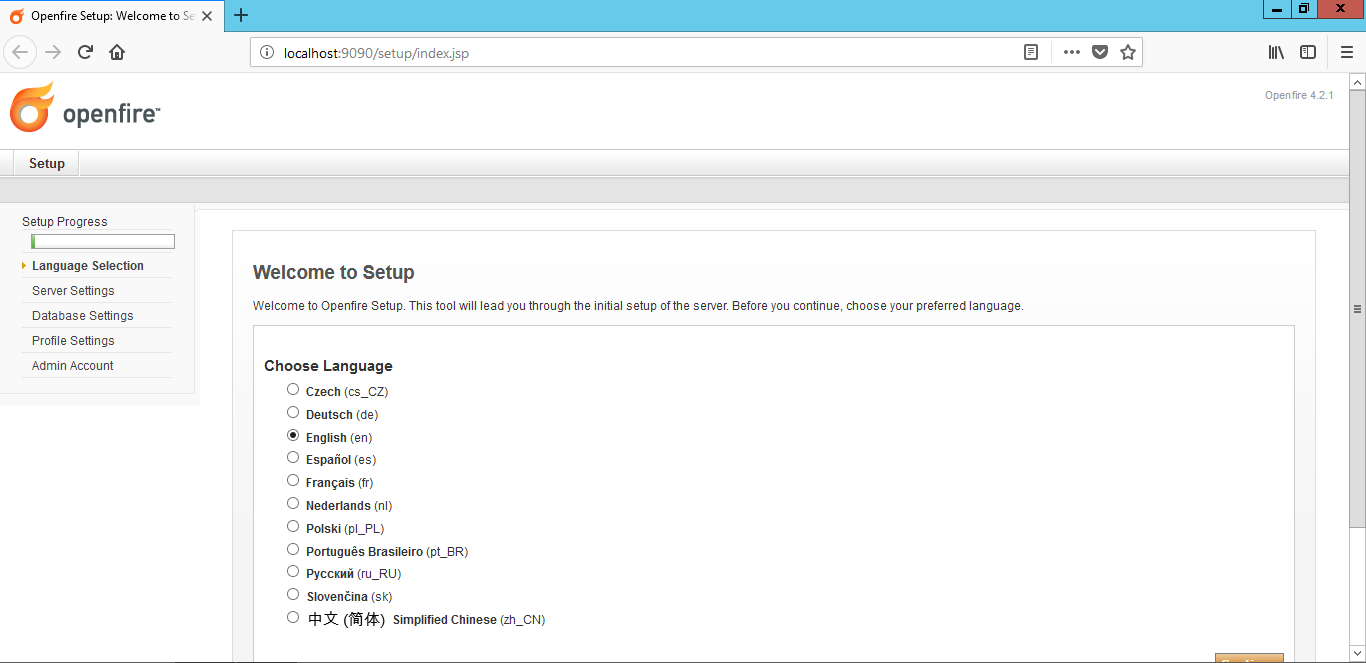 Openfire Setup: Welcome to Se
localhost:9090/setup/index.jsp
openfire™
Openfire 4.2.1
Setup
Setup Progress
Language Selection
Server Settings
Database Settings
Profile Settings
Admin Account
Welcome to Setup
Welcome to Openfire Setup. This tool will lead you through the initial setup of the server. Before you continue, choose your preferred language.
Choose Language
Czech (cs_CZ)
Deutsch (de)
English (en)
Español (es)
Français (fr)
Nederlands (nl)
Polski (pl_PL)
Português Brasileiro (pt_BR)
Русский (ru_RU)
Slovenčina (sk)
中文 (简体) Simplified Chinese (zh_CN)